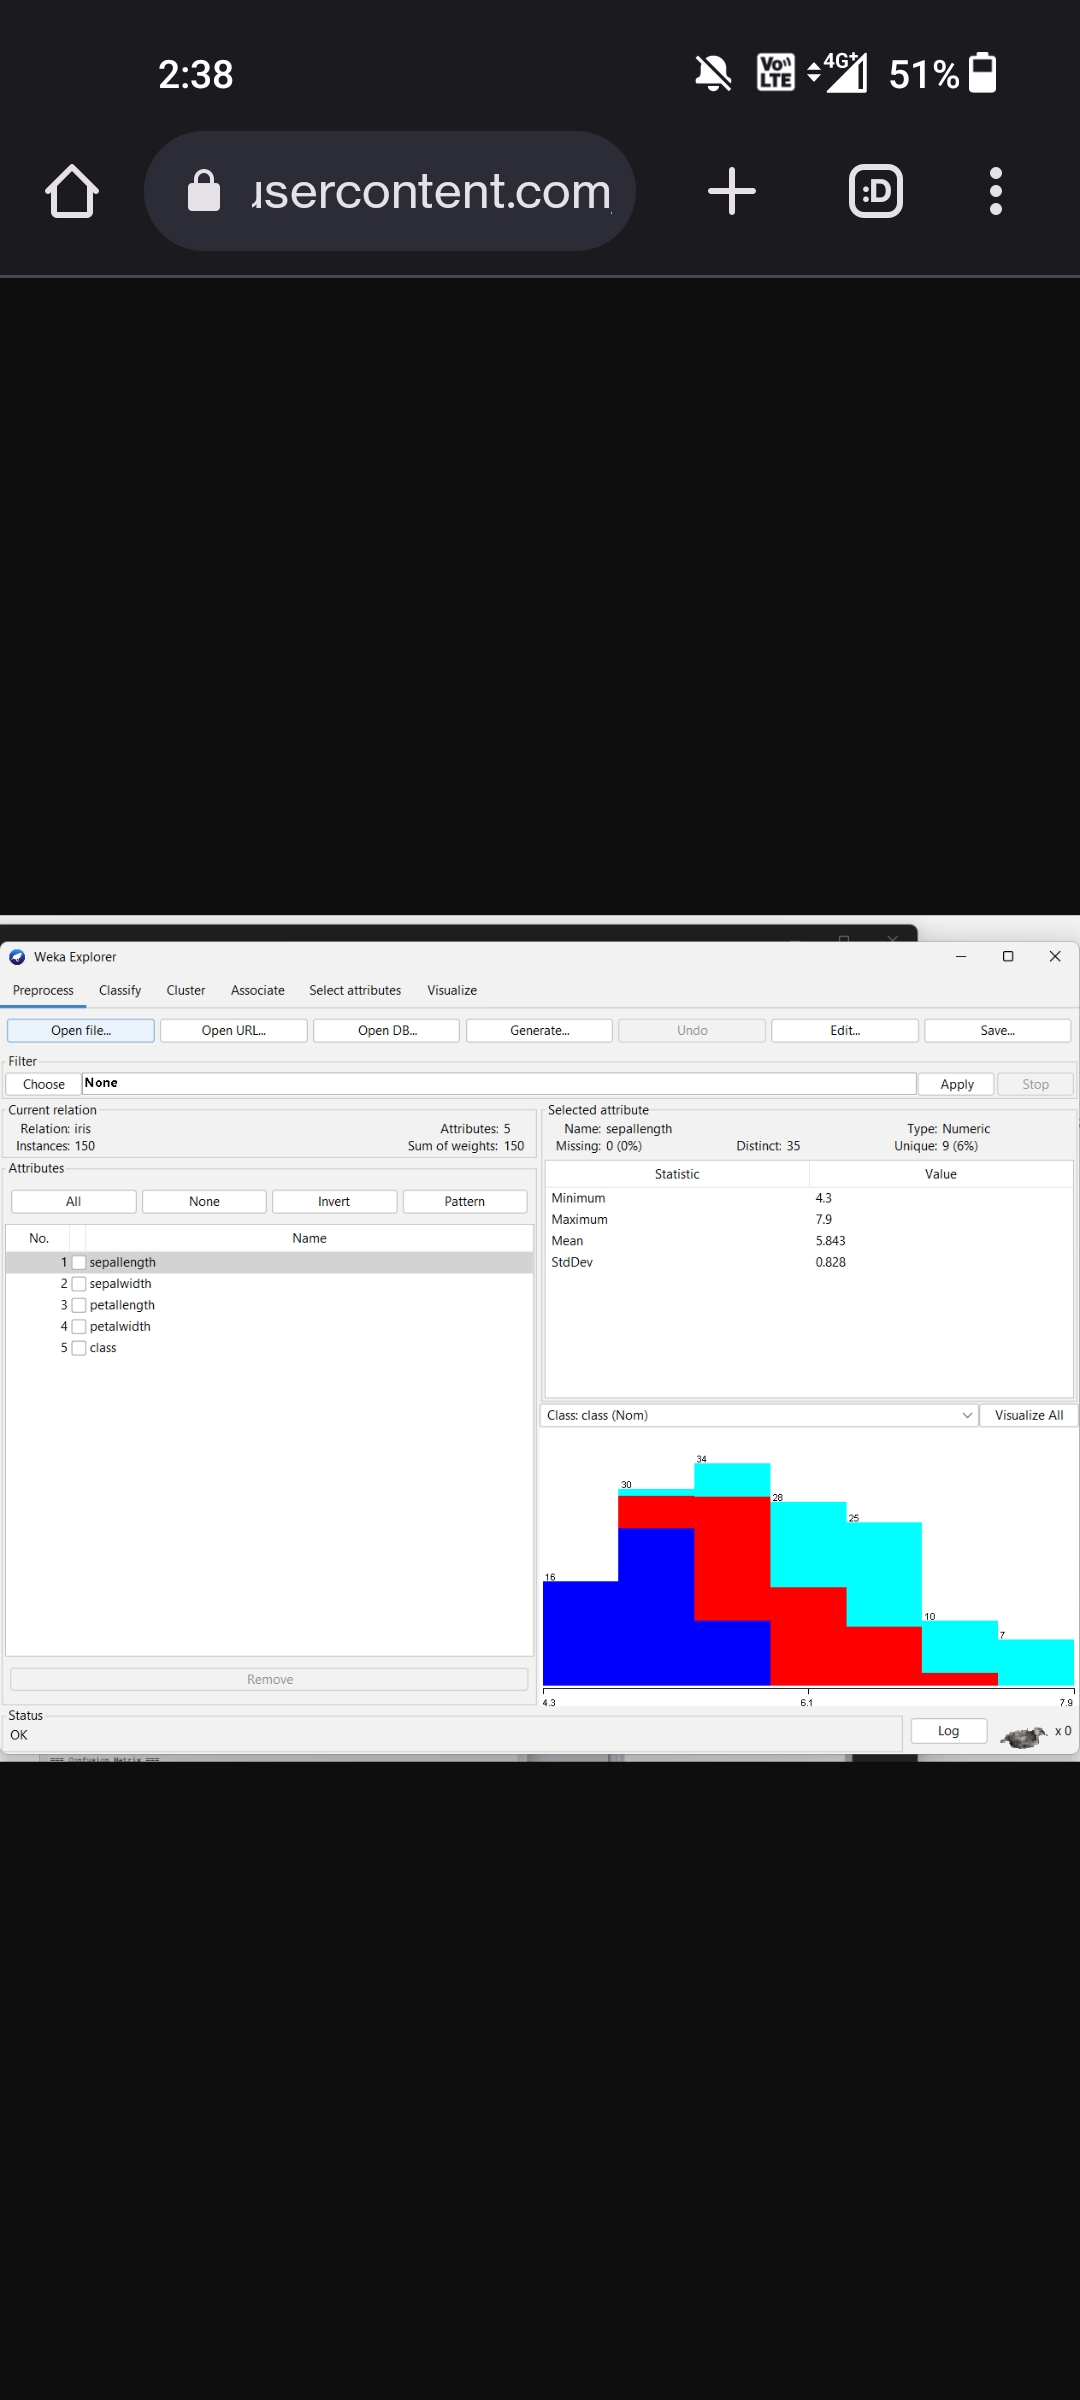 2:38
Vo)) LTE
4G+
51%
usercontent.com
:D
Weka Explorer
Preprocess Classify Cluster Associate Select attributes Visualize
Open file... Open URL... Open DB... Generate... Undo Edit... Save...
Filter
Choose None Apply Stop
Current relation
Relation: iris Attributes: 5
Instances: 150 Sum of weights: 150
Attributes
All None Invert Pattern
No. Name
1 sepallength
2 sepalwidth
3 petallength
4 petalwidth
5 class
Remove
Selected attribute
Name: sepallength Type: Numeric
Missing: 0 (0%) Distinct: 35 Unique: 9 (6%)
Statistic Value
Minimum 4.3
Maximum 7.9
Mean 5.843
StdDev 0.828
Class: class (Nom) Visualize All
16
30
34
28
25
10
7
4.3 6.1 7.9
Status
OK
Log x 0
=== Confusion Matrix ===